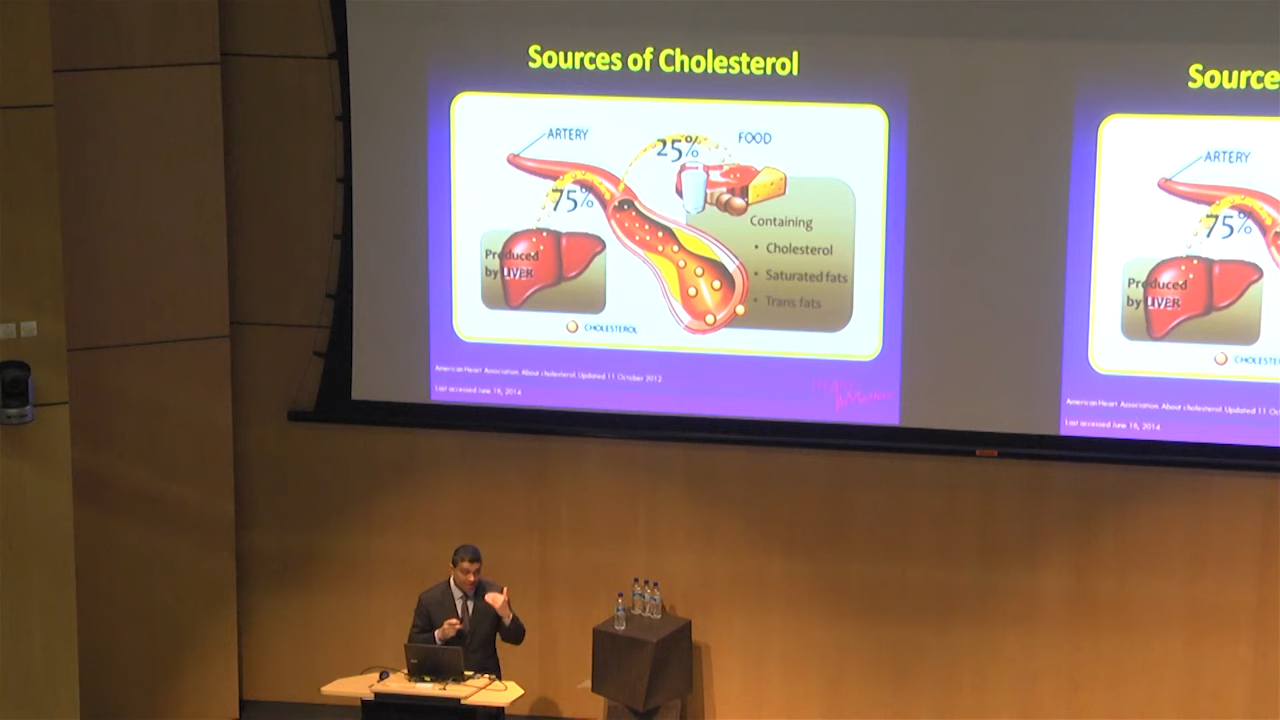 Sources of Cholesterol
ARTERY
25%
FOOD
75%
Containing
• Cholesterol
• Saturated fats
• Trans fats
Produced
by LIVER
CHOLESTEROL
American Heart Association. About cholesterol. Updated 11 October 2012
Last accessed June 16, 2014
Source
ARTERY
75%
Produced
by LIVER
CHOLESTE
American Heart Association. About cholesterol. Updated 11 Oc
Last accessed June 16, 2014